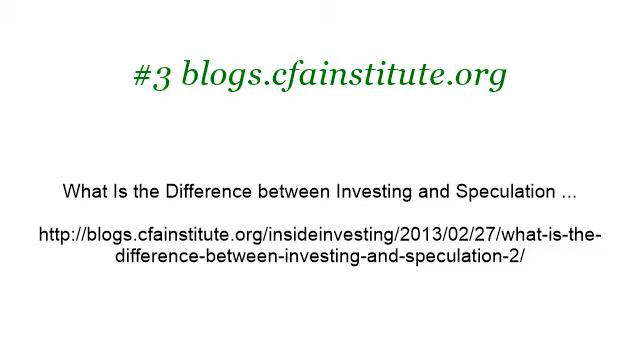 #3 blogs.cfainstitute.org
What Is the Difference between Investing and Speculation ...
http://blogs.cfainstitute.org/insideinvesting/2013/02/27/what-is-the-
difference-between-investing-and-speculation-2/